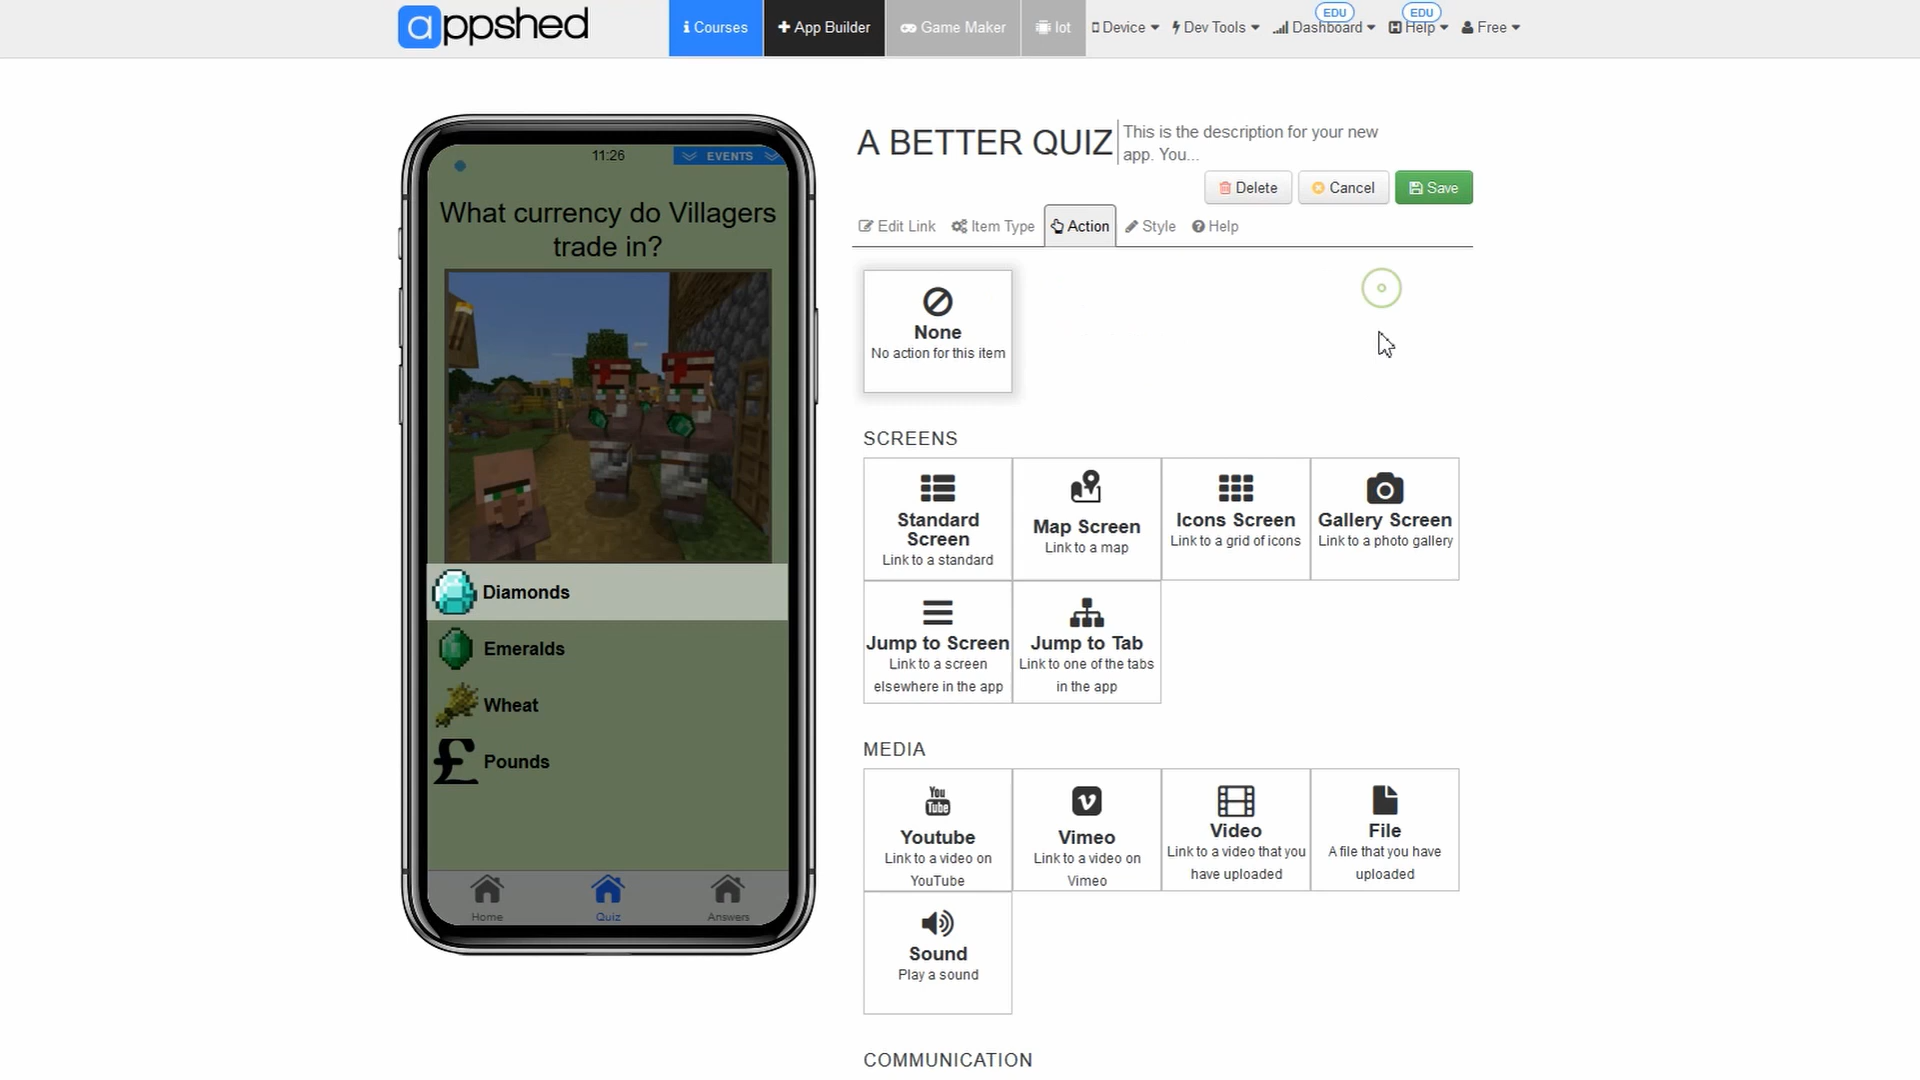 appshed
Courses
App Builder
Game Maker
Iot
Device
Dev Tools
EDU
Dashboard
EDU
Help
Free
11:26
EVENTS
What currency do Villagers
trade in?
Diamonds
Emeralds
Wheat
£ Pounds
Home
Quiz
Answers
A BETTER QUIZ
This is the description for your new
app. You...
Delete
Cancel
Save
Edit Link
Item Type
Action
Style
Help
None
No action for this item
SCREENS
Standard
Screen
Link to a standard
Map Screen
Link to a map
Icons Screen
Link to a grid of icons
Gallery Screen
Link to a photo gallery
Jump to Screen
Link to a screen
elsewhere in the app
Jump to Tab
Link to one of the tabs
in the app
MEDIA
You
Tube
Youtube
Link to a video on
YouTube
Vimeo
Link to a video on
Vimeo
Video
Link to a video that you
have uploaded
File
A file that you have
uploaded
Sound
Play a sound
COMMUNICATION